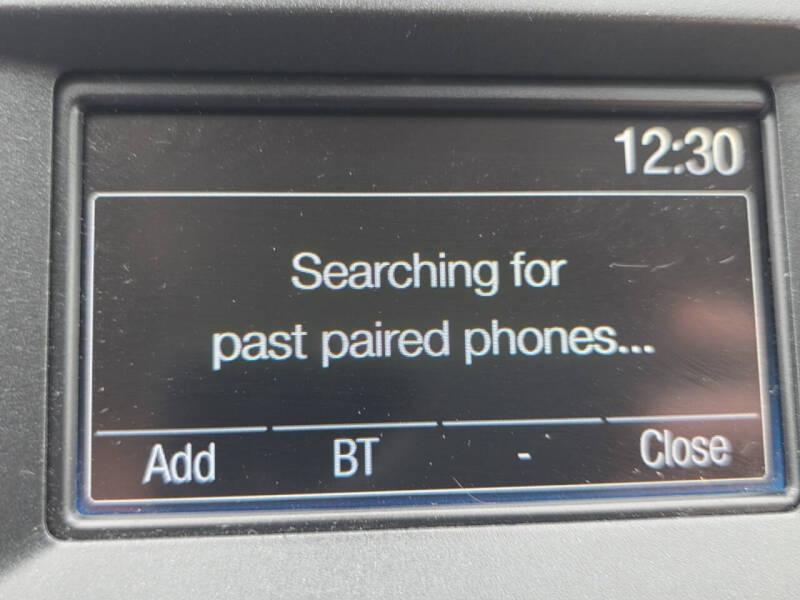 12:30
Searching for
past paired phones...
Add BT - Close